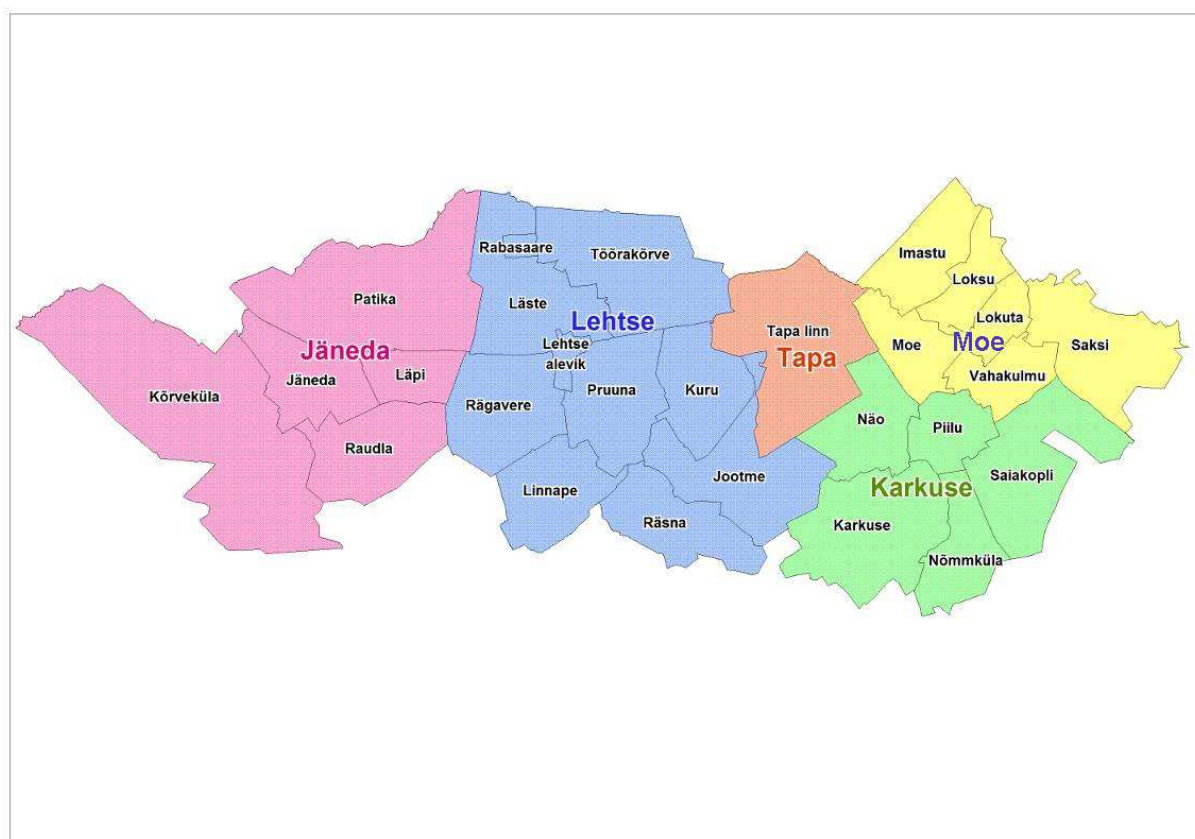 Imastu
Rabasaare
Töörakõrve
Loksu
Patika
Läste
Lokuta
Lehtse
Tapa linn
Moe
Moe
Saksi
Jäneda
Lehtse
alevik
Tapa
Jäneda
Läpi
Vahakulmu
Kõrveküla
Rägavere
Pruuna
Kuru
Näo
Piilu
Raudla
Jootme
Saiakopli
Linnape
Karkuse
Räsna
Karkuse
Nõmmküla